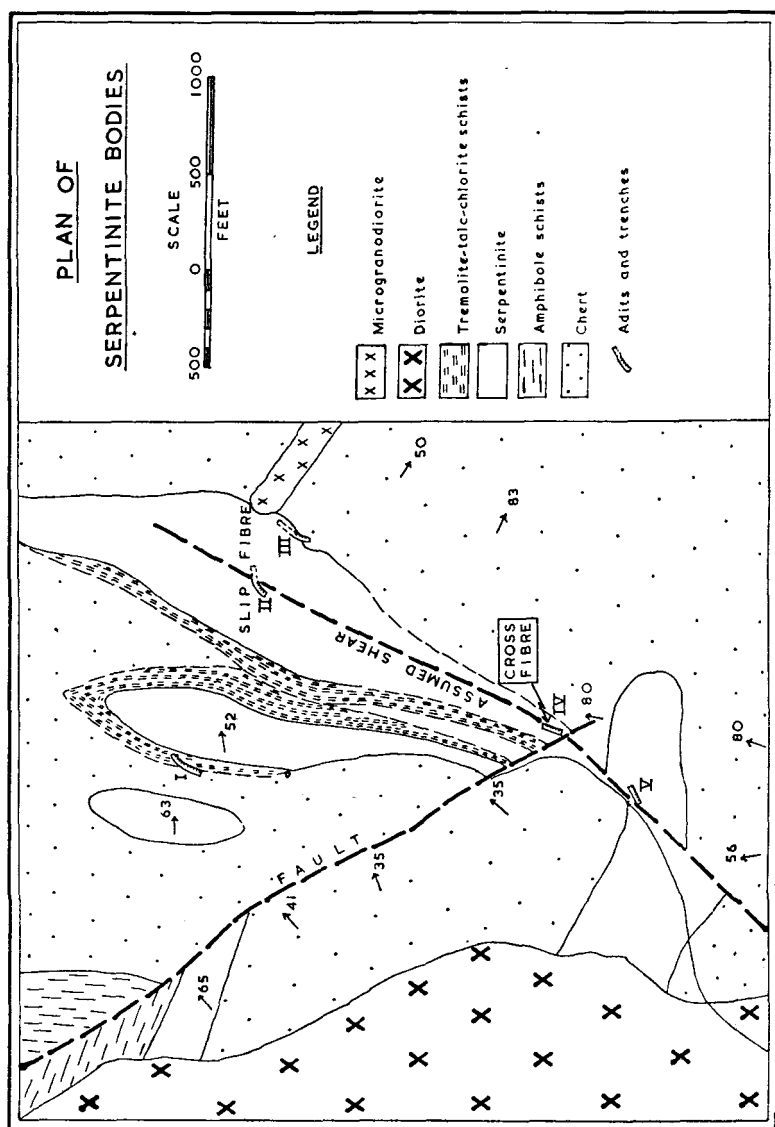 PLAN OF
SERPENTINITE BODIES
SCALE
500 0 500 1000
FEET
LEGEND
Microgranodiorite
Diorite
Tremolite-talc-chlorite schists
Serpentinite
Amphibole schists
Chert
Adits and trenches
SLIP FIBRE
II
III
ASSUMED SHEAR
CROSS
FIBRE
IV
V
I
FAULT
50
83
80
80
56
52
63
35
35
41
65